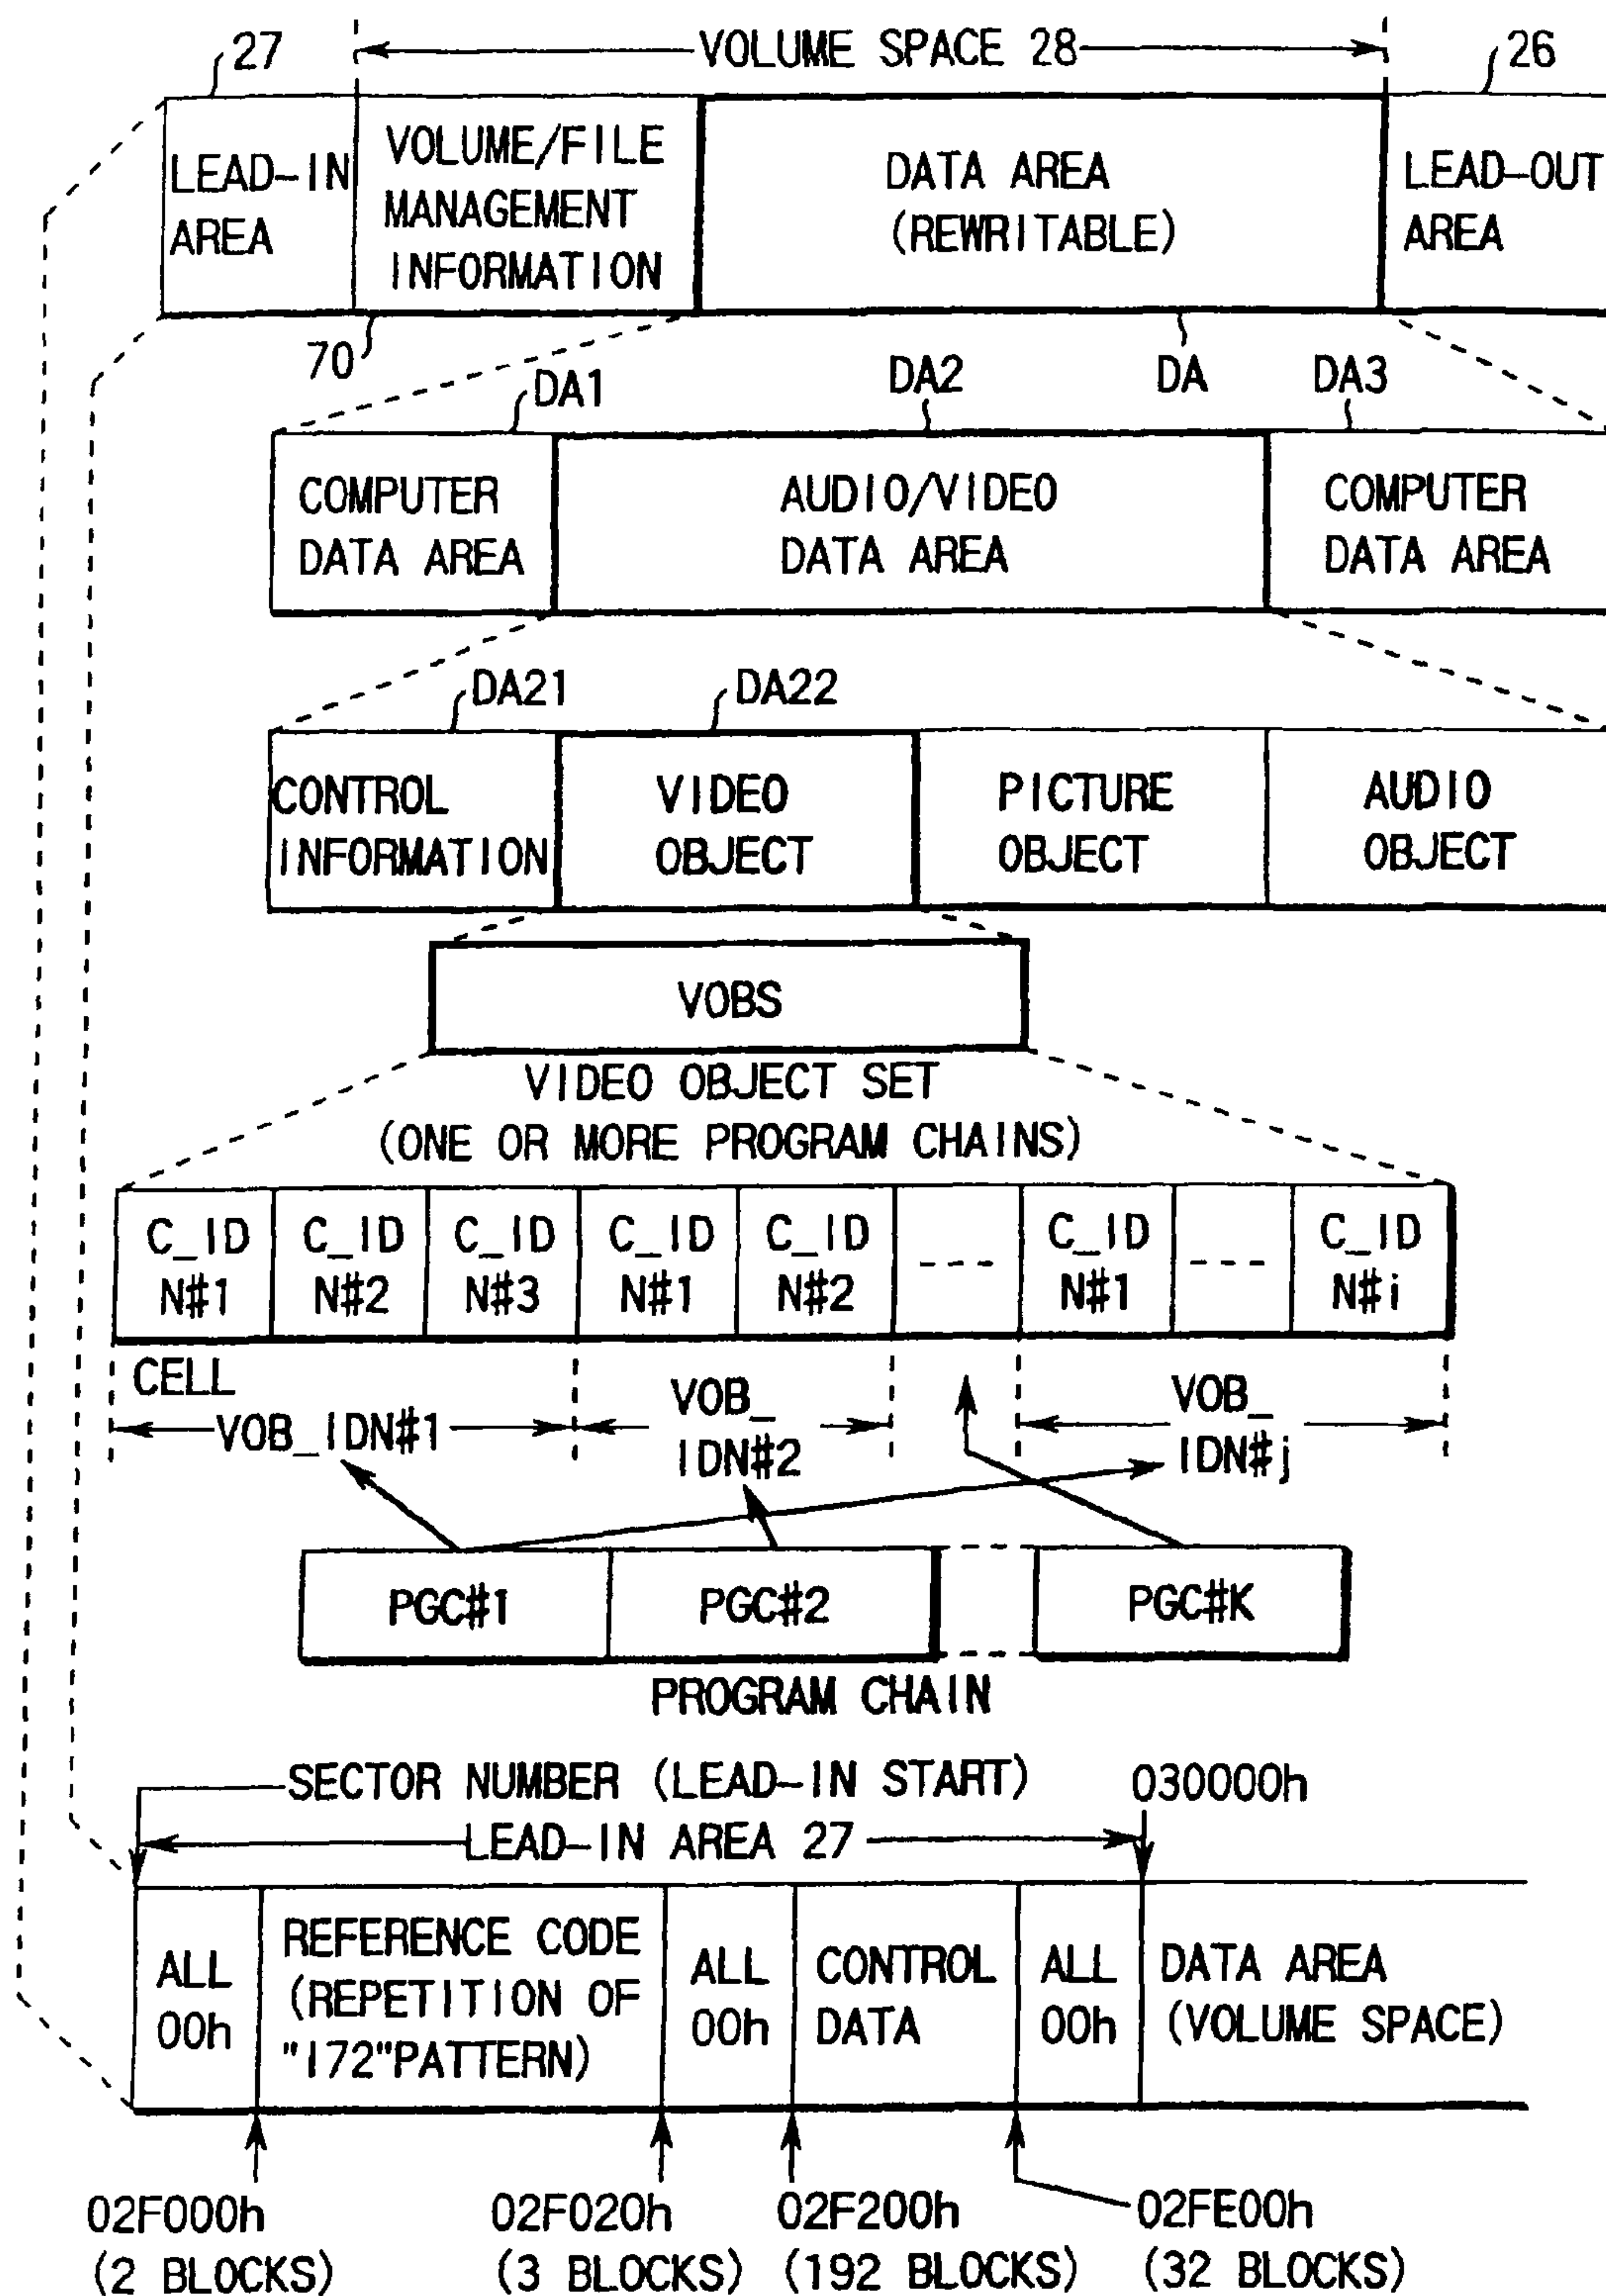 27
VOLUME SPACE 28
26
LEAD-IN
AREA
VOLUME/FILE
MANAGEMENT
INFORMATION
DATA AREA
(REWRITABLE)
LEAD-OUT
AREA
70
DA1
DA2
DA
DA3
COMPUTER
DATA AREA
AUDIO/VIDEO
DATA AREA
COMPUTER
DATA AREA
DA21
DA22
CONTROL
INFORMATION
VIDEO
OBJECT
PICTURE
OBJECT
AUDIO
OBJECT
VOBS
VIDEO OBJECT SET
(ONE OR MORE PROGRAM CHAINS)
C_ID
N#1
C_ID
N#2
C_ID
N#3
C_ID
N#1
C_ID
N#2
----
C_ID
N#1
----
C_ID
N#i
CELL
VOB_IDN#1
VOB_
IDN#2
VOB_
IDN#j
PGC#1
PGC#2
PGC#K
PROGRAM CHAIN
SECTOR NUMBER (LEAD-IN START)
030000h
LEAD-IN AREA 27
ALL
00h
REFERENCE CODE
(REPETITION OF
"172"PATTERN)
ALL
00h
CONTROL
DATA
ALL
00h
DATA AREA
(VOLUME SPACE)
02F000h
(2 BLOCKS)
02F020h
(3 BLOCKS)
02F200h
(192 BLOCKS)
02FE00h
(32 BLOCKS)